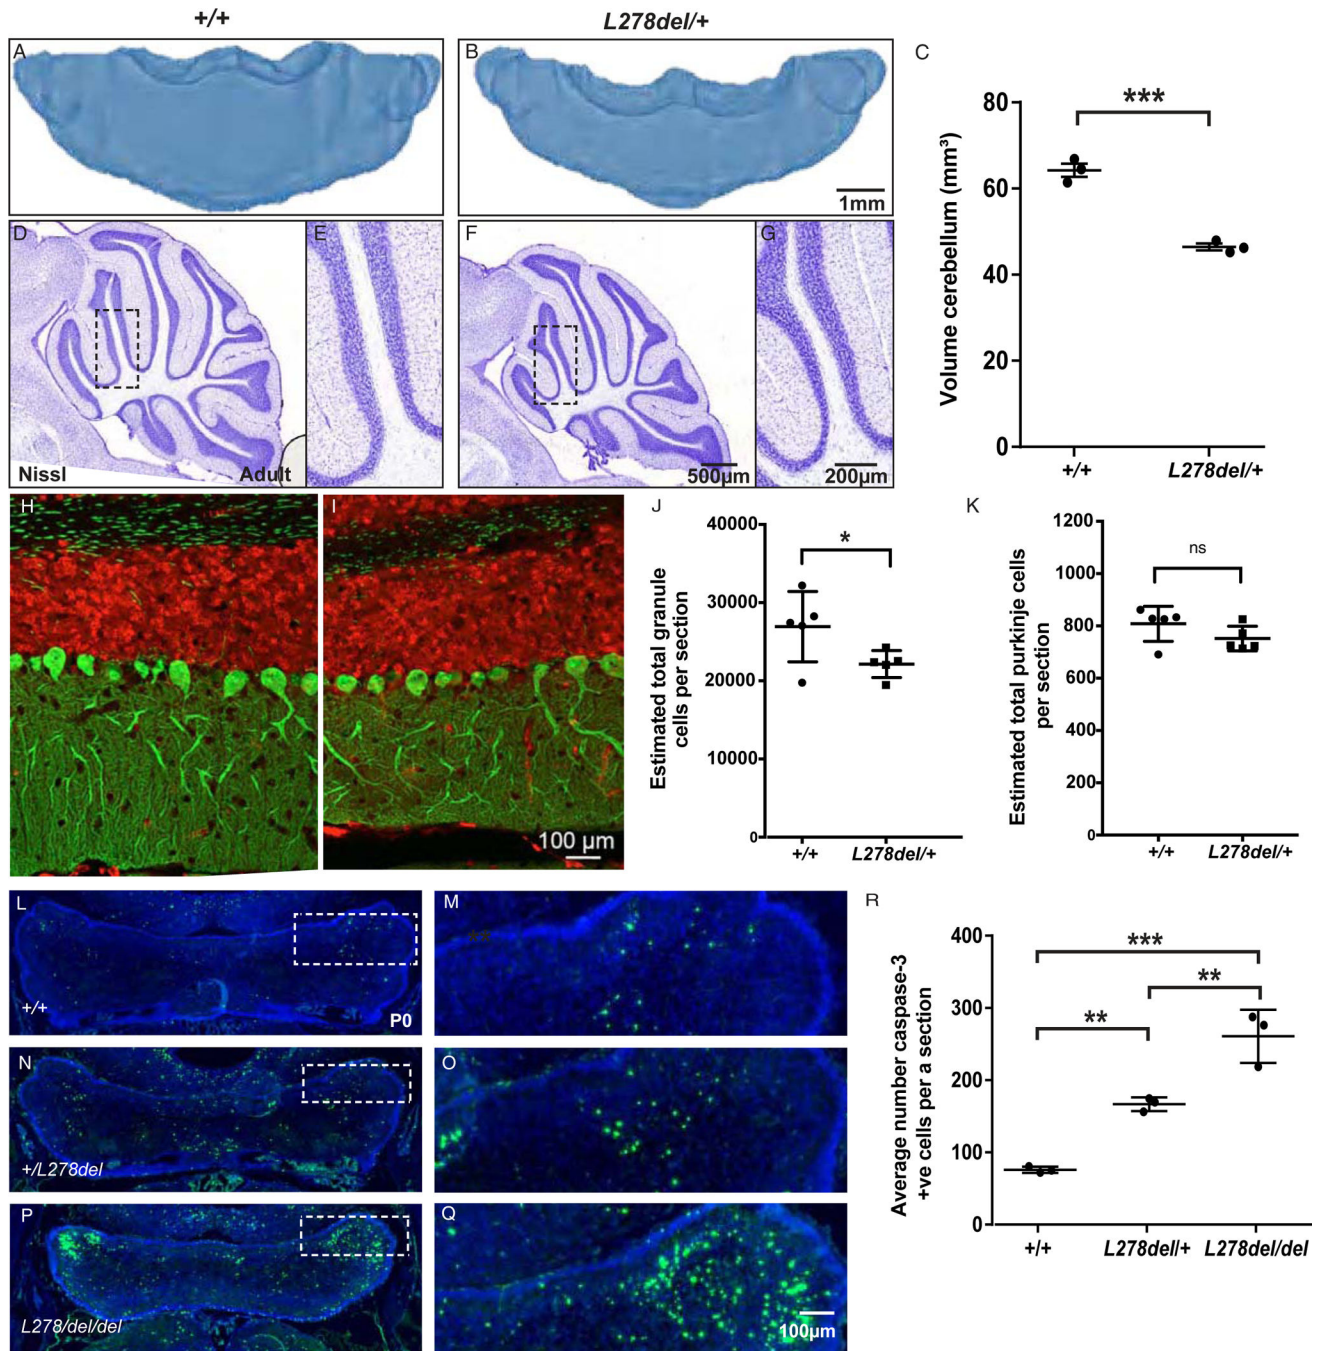 +/+
L278del/+
A
B
1mm
C
***
Volume cerebellum (mm³)
80
60
40
20
0
+/+
L278del/+
D
E
F
G
Nissl
Adult
500µm
200µm
H
I
100 µm
J
*
Estimated total granule
cells per section
40000
30000
20000
10000
0
+/+
L278del/+
K
ns
Estimated total purkinje cells
per section
1200
1000
800
600
400
200
0
+/+
L278del/+
L
+/+
P0
M
**
N
+/L278del
O
P
L278/del/del
Q
100µm
R
Average number caspase-3
+ve cells per a section
400
300
200
100
0
***
**
**
+/+
L278del/+
L278del/del